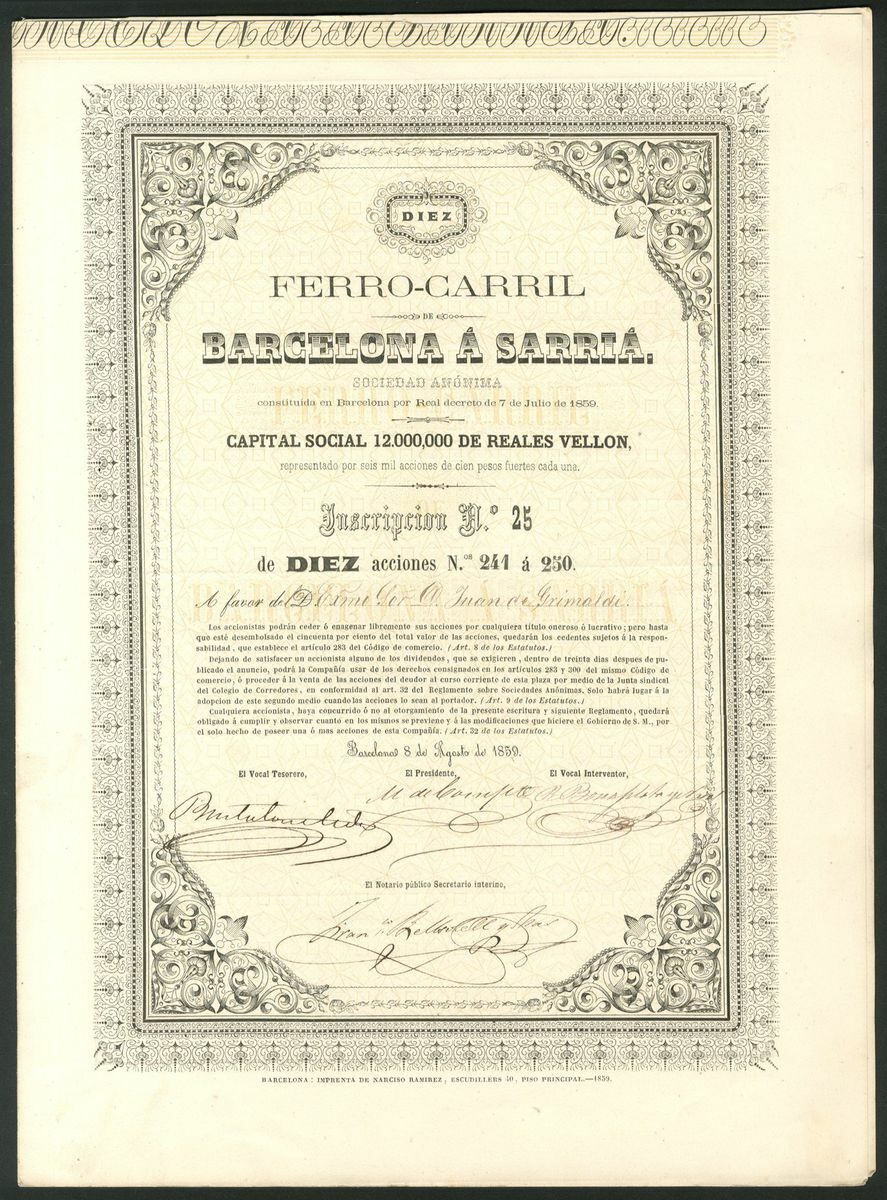 DIEZ
FERRO-CARRIL
DE
BARCELONA Á SARRIÁ.
SOCIEDAD ANÓNIMA
constituida en Barcelona por Real decreto de 7 de Julio de 1859.
CAPITAL SOCIAL 12.000,000 DE REALES VELLON,
representado por seis mil acciones de cien pesos fuertes cada una.
Inscripcion N.º 25
de DIEZ acciones N.os 241 á 250.
A favor del Exmo Sor D. Juan de Grimaldi.
Los accionistas podrán ceder ó enagenar libremente sus acciones por cualquiera título oneroso ó lucrativo; pero hasta
que esté desembolsado el cincuenta por ciento del total valor de las acciones, quedarán los cedentes sujetos á la respon-
sabilidad, que establece el artículo 283 del Código de comercio. (Art. 8 de los Estatutos.)
Dejando de satisfacer un accionista alguno de los dividendos, que se exigieren, dentro de treinta dias despues de pu-
blicado el anuncio, podrá la Compañía usar de los derechos consignados en los artículos 283 y 300 del mismo Código de
comercio, ó proceder á la venta de las acciones del deudor al curso corriente de esta plaza por medio de la Junta sindical
del Colegio de Corredores, en conformidad al art. 32 del Reglamento sobre Sociedades Anónimas. Solo habrá lugar á la
adopcion de este segundo medio cuando las acciones lo sean al portador. (Art. 9 de los Estatutos.)
Cualquiera accionista, haya concurrido ó no al otorgamiento de la presente escritura y siguiente Reglamento, quedará
obligado á cumplir y observar cuanto en los mismos se previene y á las modificaciones que hiciere el Gobierno de S. M., por
el solo hecho de poseer una ó mas acciones de esta Compañía. (Art. 32 de los Estatutos.)
Barcelona 8 de Agosto de 1859.
El Vocal Tesorero, El Presidente, El Vocal Interventor,
El Notario público Secretario interino,
BARCELONA: IMPRENTA DE NARCISO RAMIREZ, ESCUDILLERS 40, PISO PRINCIPAL.—1859.